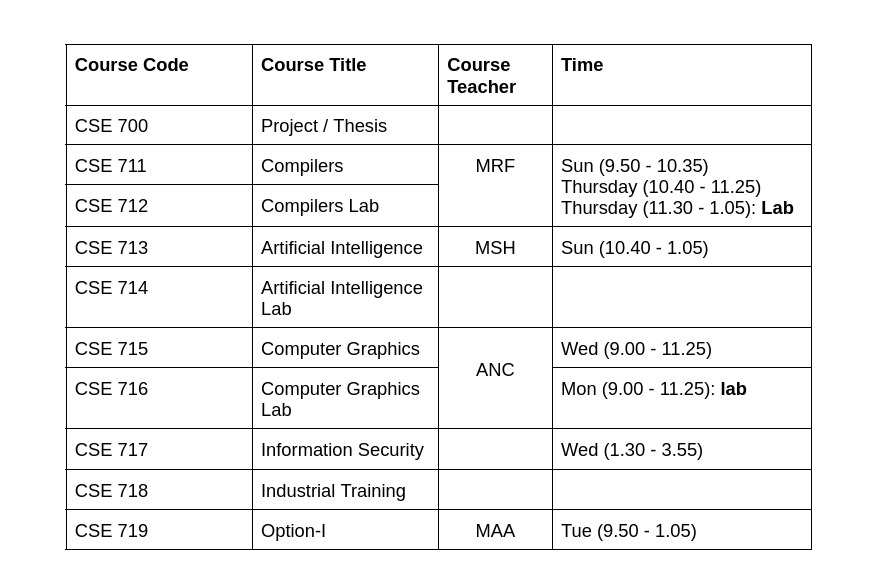 Course Code Course Title Course Teacher Time
CSE 700 Project / Thesis
CSE 711 Compilers MRF Sun (9.50 - 10.35)
Thursday (10.40 - 11.25)
CSE 712 Compilers Lab Thursday (11.30 - 1.05): Lab
CSE 713 Artificial Intelligence MSH Sun (10.40 - 1.05)
CSE 714 Artificial Intelligence
Lab
CSE 715 Computer Graphics ANC Wed (9.00 - 11.25)
CSE 716 Computer Graphics Mon (9.00 - 11.25): lab
Lab
CSE 717 Information Security Wed (1.30 - 3.55)
CSE 718 Industrial Training
CSE 719 Option-I MAA Tue (9.50 - 1.05)